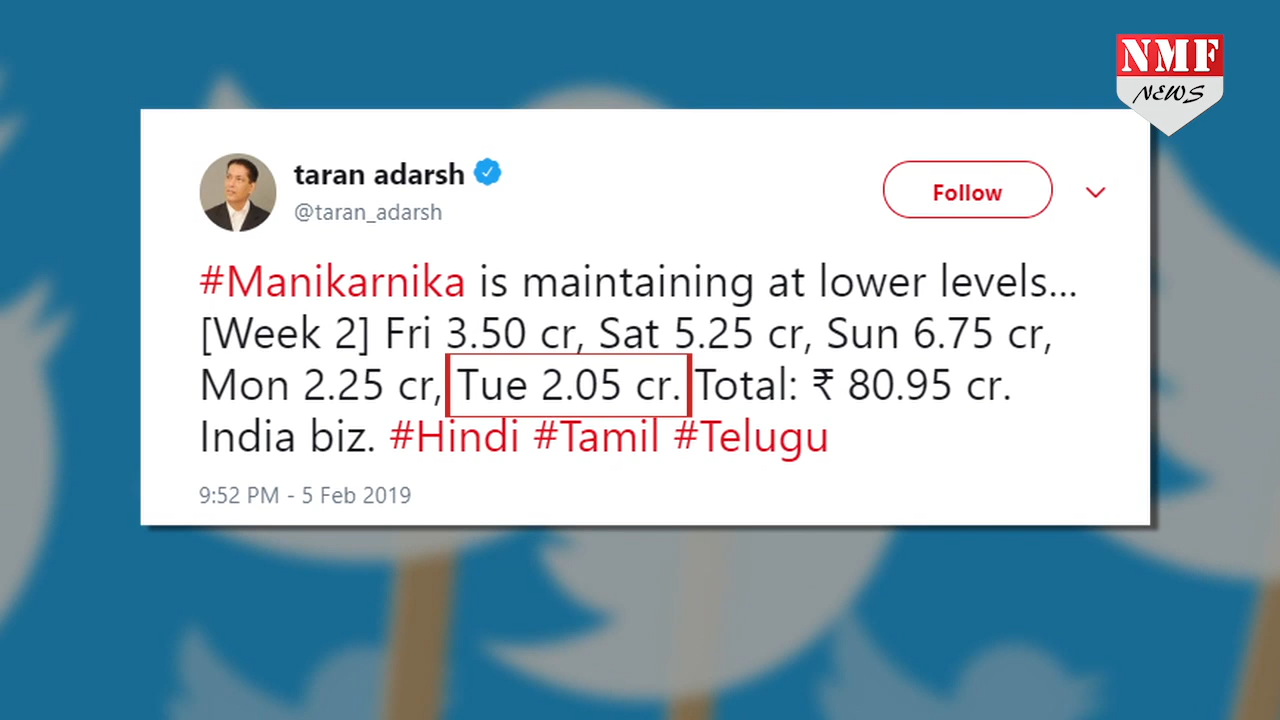 NMF
NEWS
taran adarsh
@taran_adarsh
Follow
#Manikarnika is maintaining at lower levels...
[Week 2] Fri 3.50 cr, Sat 5.25 cr, Sun 6.75 cr,
Mon 2.25 cr, Tue 2.05 cr. Total: ₹ 80.95 cr.
India biz. #Hindi #Tamil #Telugu
9:52 PM - 5 Feb 2019